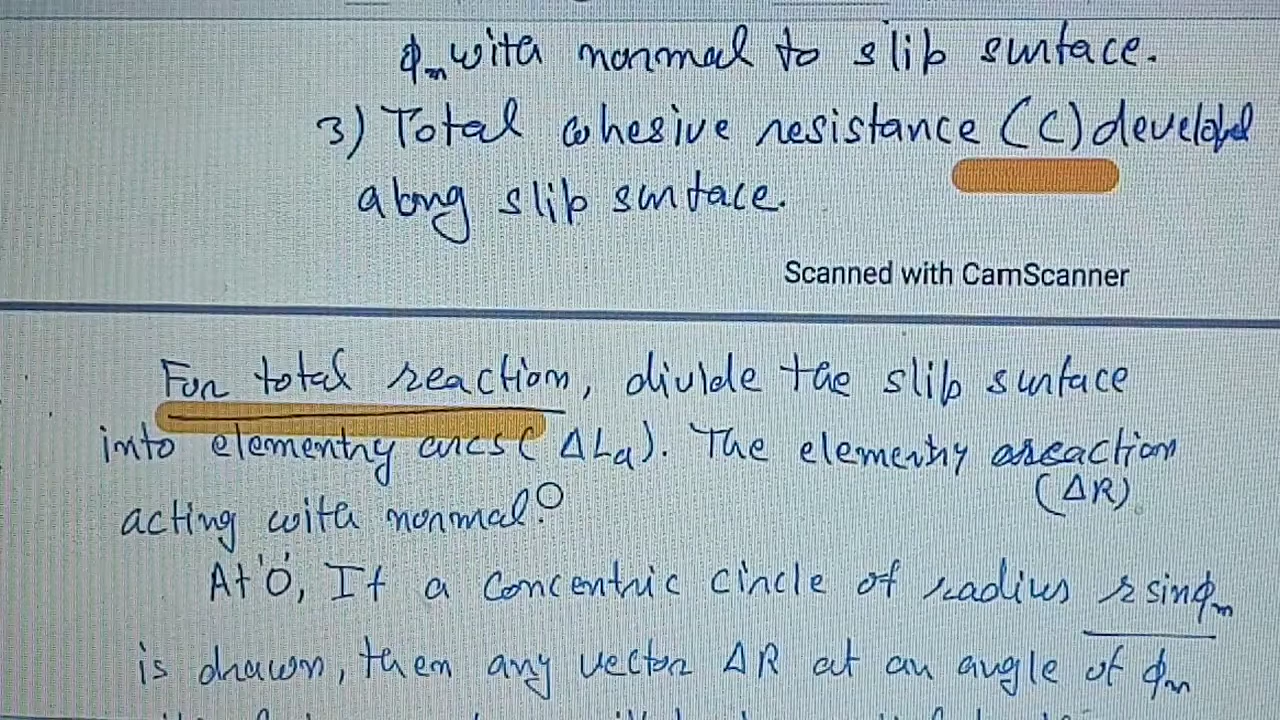 ϕm with normal to slip surface.
3) Total cohesive resistance (C) developed
along slip surface.
Scanned with CamScanner
For total reaction, divide the slip surface
into elementry arcs (ΔLa). The elementry reaction
(ΔR)
acting with normal.
At 'O', If a concentric circle of radius r sinϕm
is drawn, then any vector ΔR at an angle of ϕm